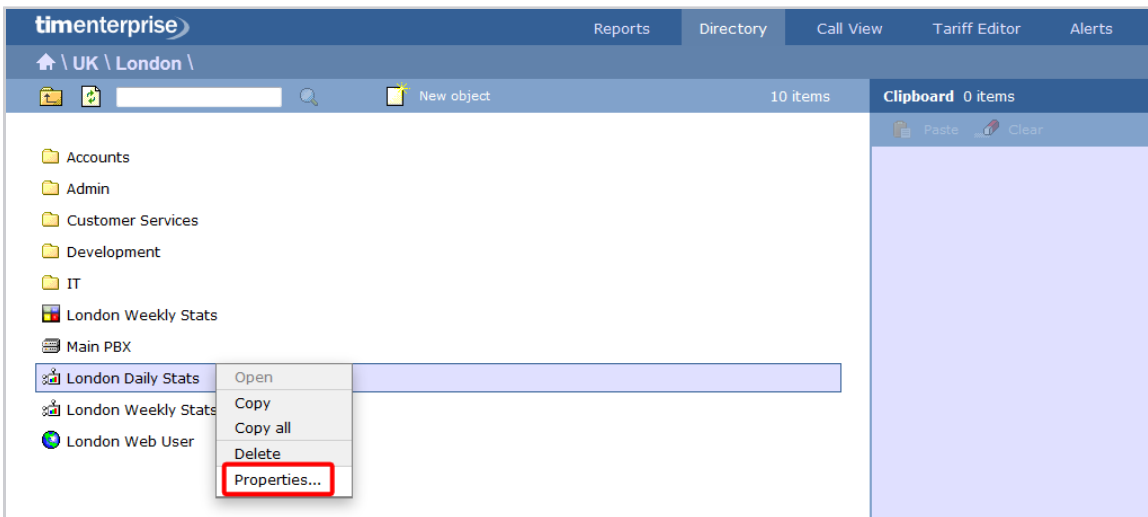 timenterprise
Reports Directory Call View Tariff Editor Alerts
\ UK \ London \
New object 10 items Clipboard 0 items
Paste Clear
Accounts
Admin
Customer Services
Development
IT
London Weekly Stats
Main PBX
London Daily Stats Open
Copy
London Weekly Stats
Copy all
London Web User
Delete
Properties...